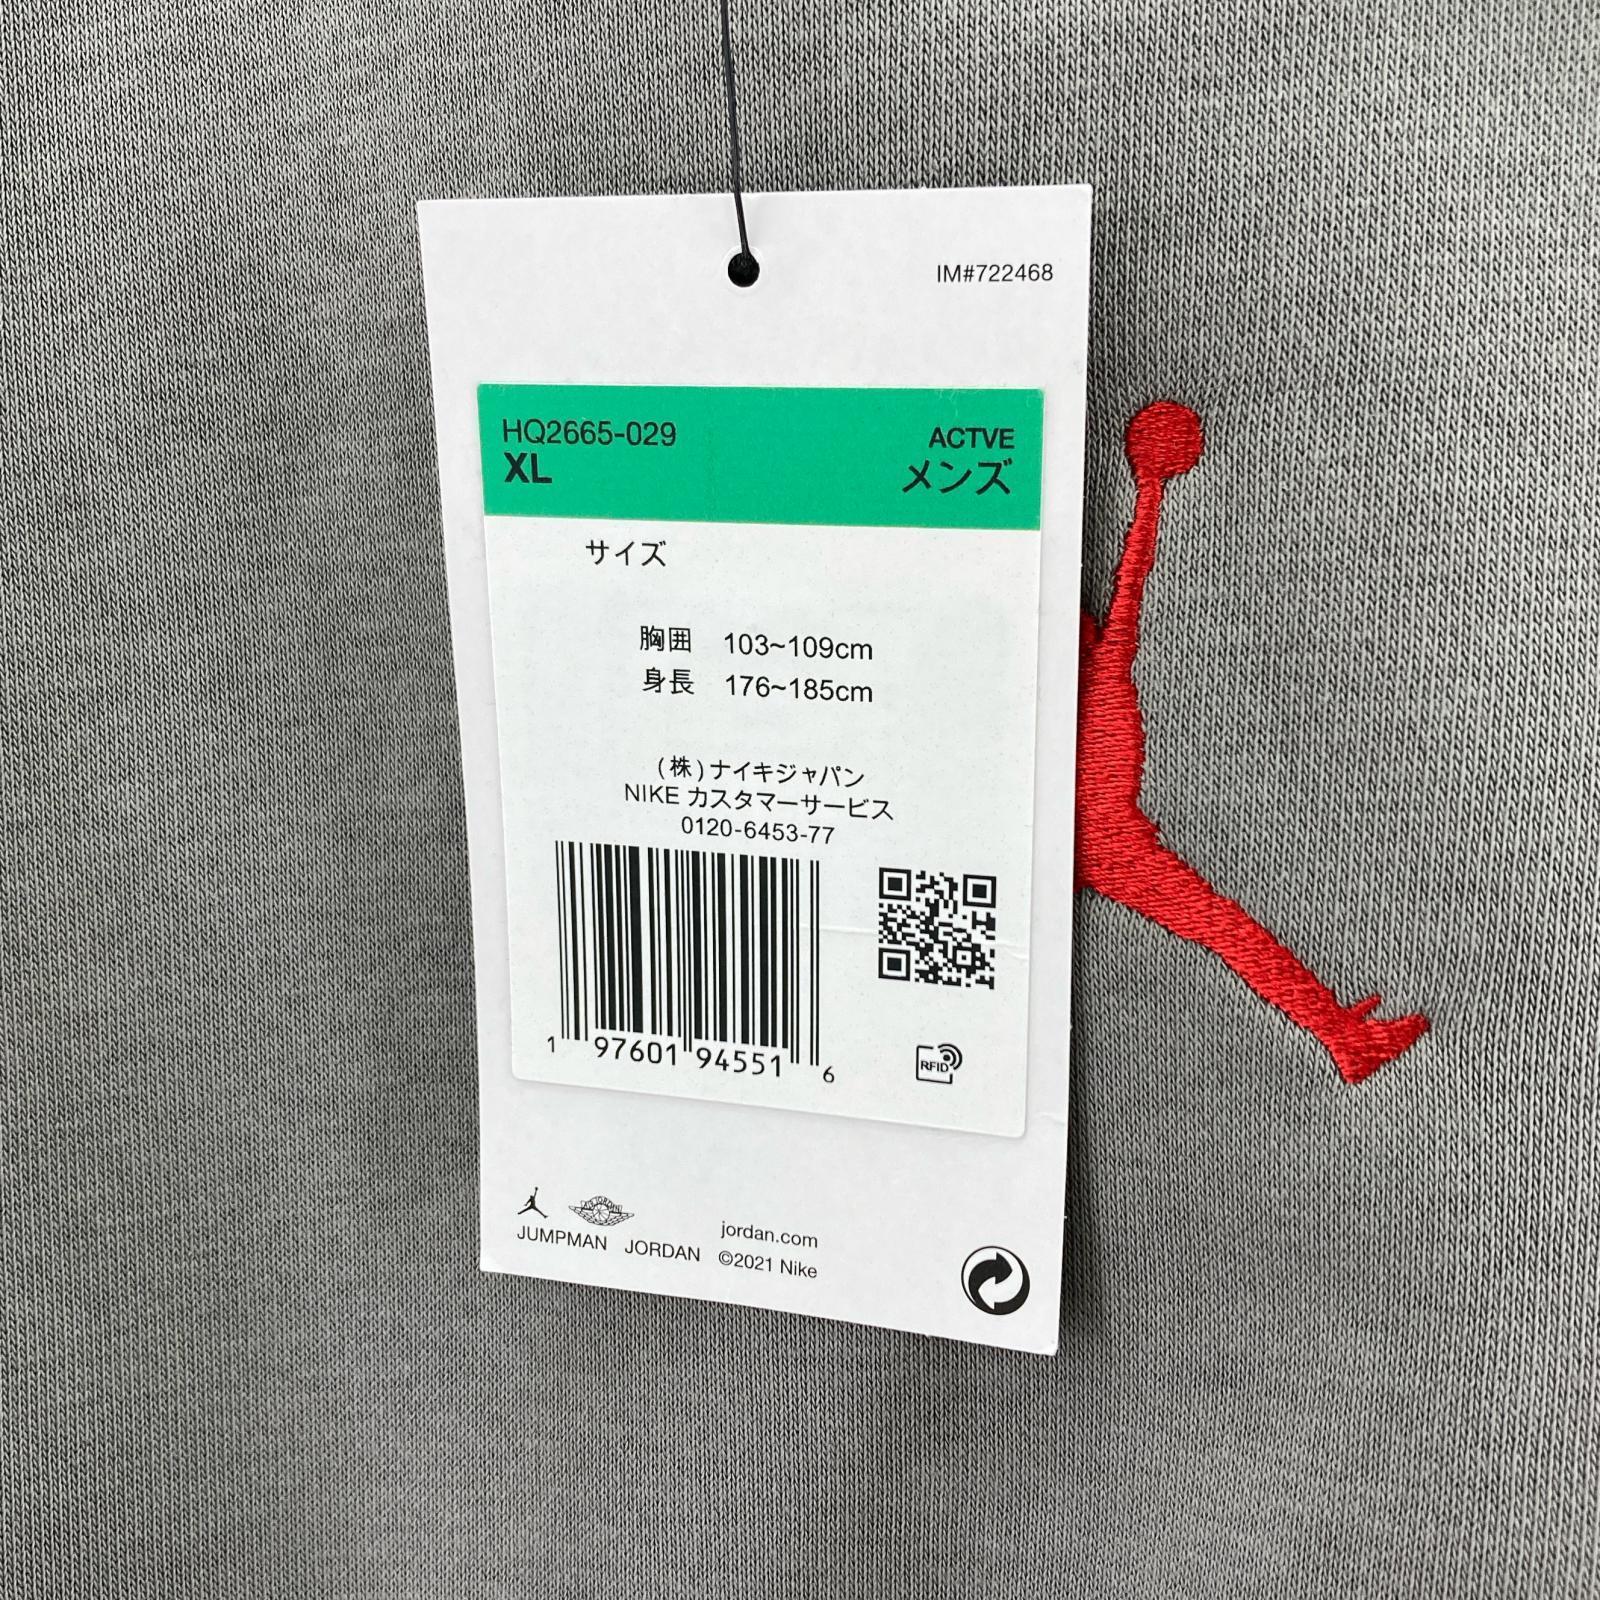 IM#722468
HQ2665-029 ACTVE
XL メンズ
サイズ
胸囲 103~109cm
身長 176~185cm
(株)ナイキジャパン
NIKE カスタマーサービス
0120-6453-77
1 97601 94551 6
RFID
AIR JORDAN
jordan.com
JUMPMAN JORDAN ©2021 Nike